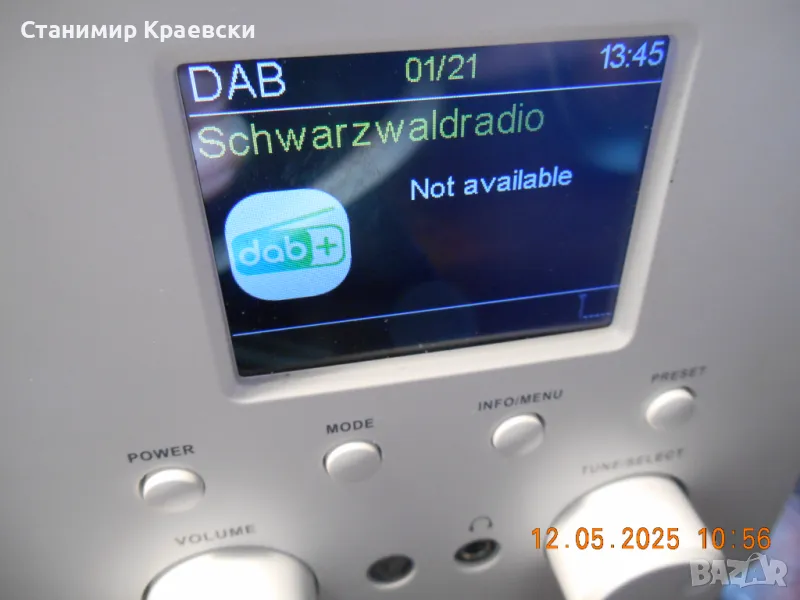 Станимир Краевски
DAB 01/21 13:45
Schwarzwaldradio
Not available
dab+
PRESET
INFO/MENU
MODE
POWER
TUNE/SELECT
VOLUME
12.05.2025 10:56
BAZAR